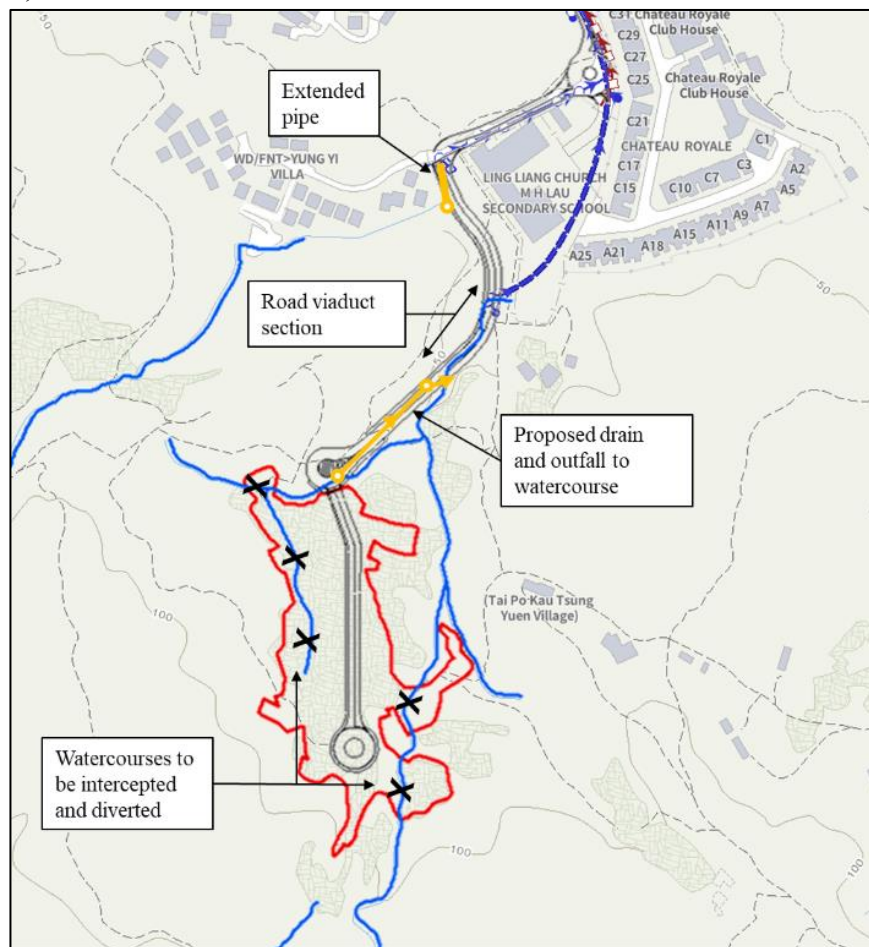 50
C31 Chateau Royale
Club House
C29
C27
C25
Chateau Royale
Club House
Extended
pipe
C21
C1
CHATEAU ROYALE
WD/FNT>YUNG YI
VILLA
LING LIANG CHURCH
M H LAU
SECONDARY SCHOOL
C17
C15
C10
C7
C3
A2
A5
A7
A9
A11
A15
A18
A21
A25
Road viaduct
section
50
50
Proposed drain
and outfall to
watercourse
(Tai Po Kau Tsung
Yuen Village)
100
Watercourses to
be intercepted
and diverted
100
100